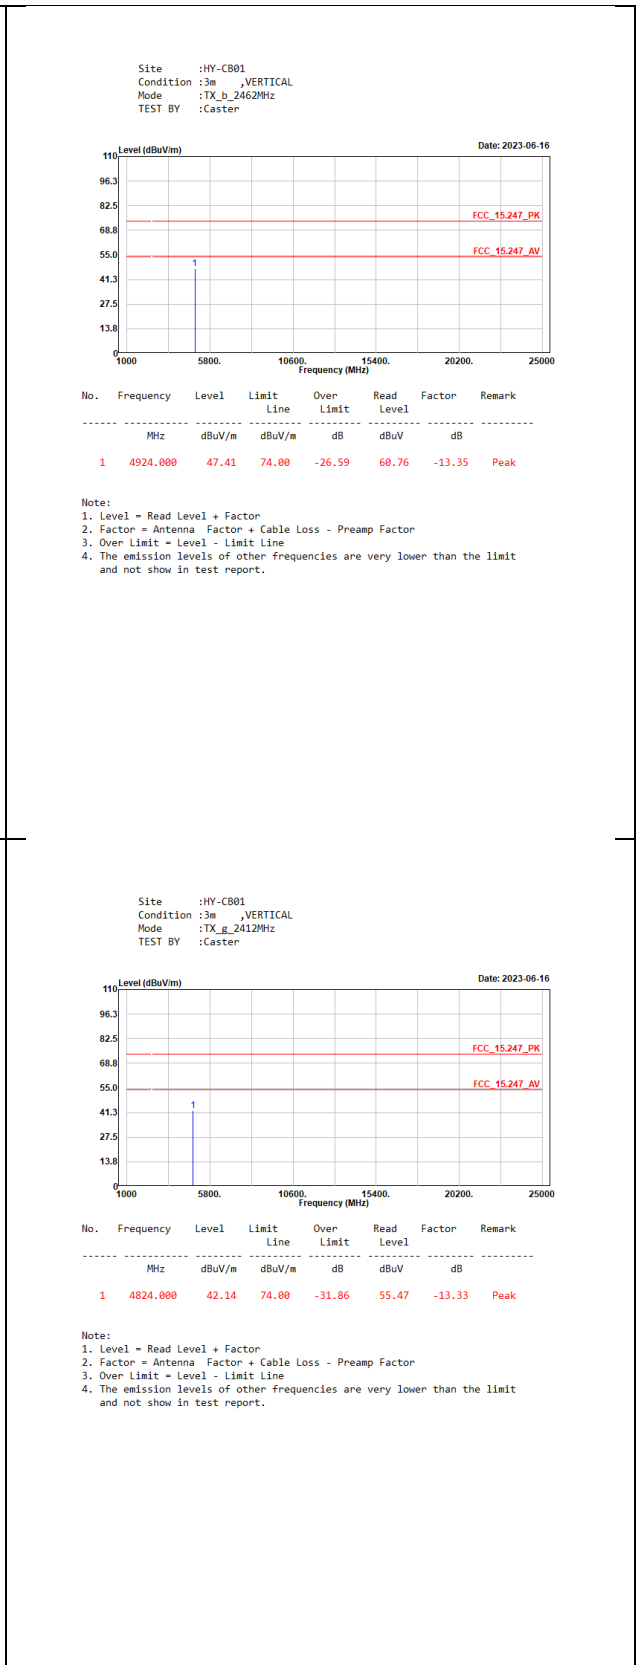 Site      :HY-CB01
Condition :3m    ,VERTICAL
Mode      :TX_b_2462MHz
TEST BY   :Caster
Level (dBuV/m)
Date: 2023-06-16
110
96.3
82.5
FCC_15.247_PK
68.8
55.0
FCC_15.247_AV
1
41.3
27.5
13.8
0
1000 5800. 10600. 15400. 20200. 25000
Frequency (MHz)
No. Frequency Level Limit Over Read Factor Remark
Line Limit Level
------ ----------- -------- --------- --------- --------- -------- ---------
MHz dBuV/m dBuV/m dB dBuV dB
1 4924.000 47.41 74.00 -26.59 60.76 -13.35 Peak
Note:
1. Level = Read Level + Factor
2. Factor = Antenna  Factor + Cable Loss - Preamp Factor
3. Over Limit = Level - Limit Line
4. The emission levels of other frequencies are very lower than the limit
and not show in test report.
Site      :HY-CB01
Condition :3m    ,VERTICAL
Mode      :TX_g_2412MHz
TEST BY   :Caster
Level (dBuV/m)
Date: 2023-06-16
110
96.3
82.5
FCC_15.247_PK
68.8
55.0
FCC_15.247_AV
1
41.3
27.5
13.8
0
1000 5800. 10600. 15400. 20200. 25000
Frequency (MHz)
No. Frequency Level Limit Over Read Factor Remark
Line Limit Level
------ ----------- -------- --------- --------- --------- -------- ---------
MHz dBuV/m dBuV/m dB dBuV dB
1 4824.000 42.14 74.00 -31.86 55.47 -13.33 Peak
Note:
1. Level = Read Level + Factor
2. Factor = Antenna  Factor + Cable Loss - Preamp Factor
3. Over Limit = Level - Limit Line
4. The emission levels of other frequencies are very lower than the limit
and not show in test report.